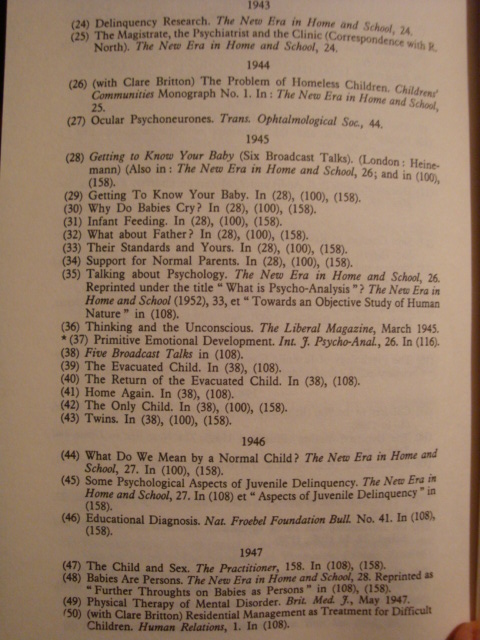 1943
(24) Delinquency Research. The New Era in Home and School, 24.
(25) The Magistrate, the Psychiatrist and the Clinic (Correspondence with R.
North). The New Era in Home and School, 24.
1944
(26) (with Clare Britton) The Problem of Homeless Children. Childrens'
Communities Monograph No. 1. In : The New Era in Home and School,
25.
(27) Ocular Psychoneurones. Trans. Ophtalmological Soc., 44.
1945
(28) Getting to Know Your Baby (Six Broadcast Talks). (London : Heine-
mann) (Also in : The New Era in Home and School, 26 ; and in (100),
(158).
(29) Getting To Know Your Baby. In (28), (100), (158).
(30) Why Do Babies Cry ? In (28), (100), (158).
(31) Infant Feeding. In (28), (100), (158).
(32) What about Father ? In (28), (100), (158).
(33) Their Standards and Yours. In (28), (100), (158).
(34) Support for Normal Parents. In (28), (100), (158).
(35) Talking about Psychology. The New Era in Home and School, 26.
Reprinted under the title " What is Psycho-Analysis " ? The New Era in
Home and School (1952), 33, et " Towards an Objective Study of Human
Nature " in (108).
(36) Thinking and the Unconscious. The Liberal Magazine, March 1945.
* (37) Primitive Emotional Development. Int. J. Psycho-Anal., 26. In (116).
(38) Five Broadcast Talks in (108).
(39) The Evacuated Child. In (38), (108).
(40) The Return of the Evacuated Child. In (38), (108).
(41) Home Again. In (38), (108).
(42) The Only Child. In (38), (100), (158).
(43) Twins. In (38), (100), (158).
1946
(44) What Do We Mean by a Normal Child ? The New Era in Home and
School, 27. In (100), (158).
(45) Some Psychological Aspects of Juvenile Delinquency. The New Era in
Home and School, 27. In (108) et " Aspects of Juvenile Delinquency " in
(158).
(46) Educational Diagnosis. Nat. Froebel Foundation Bull. No. 41. In (108),
(158).
1947
(47) The Child and Sex. The Practitioner, 158. In (108), (158).
(48) Babies Are Persons. The New Era in Home and School, 28. Reprinted as
" Further Thoughts on Babies as Persons " in (108), (158).
(49) Physical Therapy of Mental Disorder. Brit. Med. J., May 1947.
(50) (with Clare Britton) Residential Management as Treatment for Difficult
Children. Human Relations, 1. In (108).